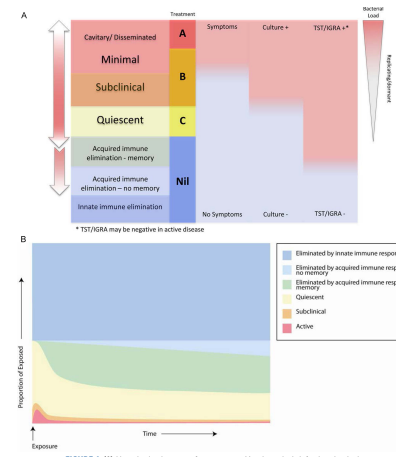 A
Treatment
Bacterial
Load
Cavitary/ Disseminated
A
Symptoms
Culture +
TST/IGRA +*
Minimal
B
Subclinical
Replicating/dormant
Quiescent
C
Acquired immune
elimination - memory
Nil
Acquired immune
elimination – no memory
Innate immune elimination
No Symptoms
Culture -
TST/IGRA -
* TST/IGRA may be negative in active disease
B
Eliminated by innate immune respon
Eliminated by acquired immune resp
no memory
Eliminated by acquired immune resp
memory
Quiescent
Subclinical
Active
Proportion of Exposed
Time
Exposure